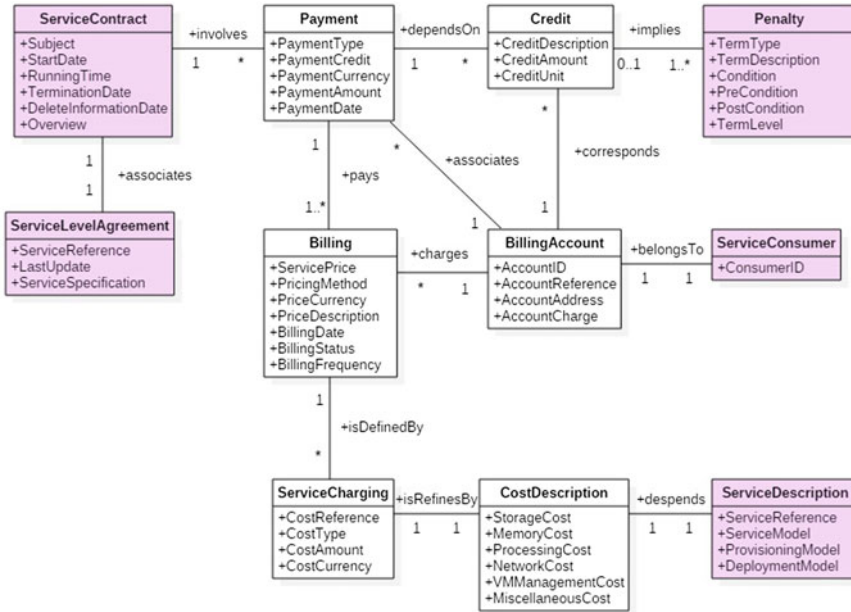 ServiceContract
+Subject
+StartDate
+RunningTime
+TerminationDate
+DeleteInformationDate
+Overview
+involves
1
*
Payment
+PaymentType
+PaymentCredit
+PaymentCurrency
+PaymentAmount
+PaymentDate
+dependsOn
1
*
Credit
+CreditDescription
+CreditAmount
+CreditUnit
+implies
0..1
1..*
Penalty
+TermType
+TermDescription
+Condition
+PreCondition
+PostCondition
+TermLevel
1
+associates
1
1
+pays
1..*
*
+associates
1
*
+corresponds
1
ServiceLevelAgreement
+ServiceReference
+LastUpdate
+ServiceSpecification
Billing
+ServicePrice
+PricingMethod
+PriceCurrency
+PriceDescription
+BillingDate
+BillingStatus
+BillingFrequency
+charges
*
1
BillingAccount
+AccountID
+AccountReference
+AccountAddress
+AccountCharge
+belongsTo
1
1
ServiceConsumer
+ConsumerID
1
+isDefinedBy
*
ServiceCharging
+CostReference
+CostType
+CostAmount
+CostCurrency
+isRefinesBy
1
1
CostDescription
+StorageCost
+MemoryCost
+ProcessingCost
+NetworkCost
+VMManagementCost
+MiscellaneousCost
+despends
1
1
ServiceDescription
+ServiceReference
+ServiceModel
+ProvisioningModel
+DeploymentModel